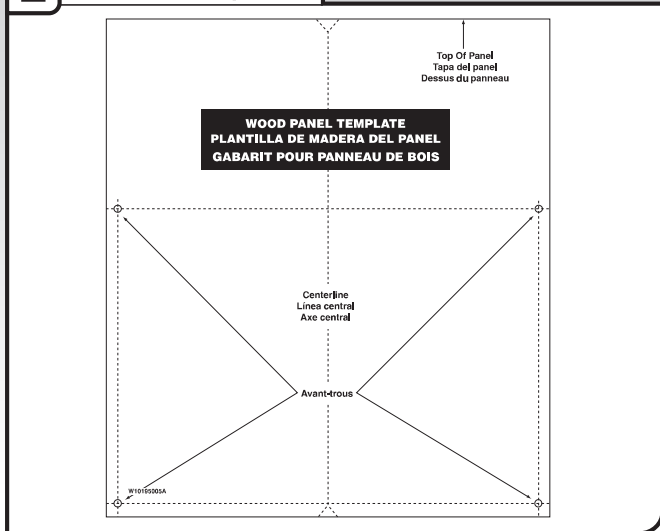 Top Of Panel
Tapa del panel
Dessus du panneau
WOOD PANEL TEMPLATE
PLANTILLA DE MADERA DEL PANEL
GABARIT POUR PANNEAU DE BOIS
Centerline
Línea central
Axe central
Avant-trous
W10195005A